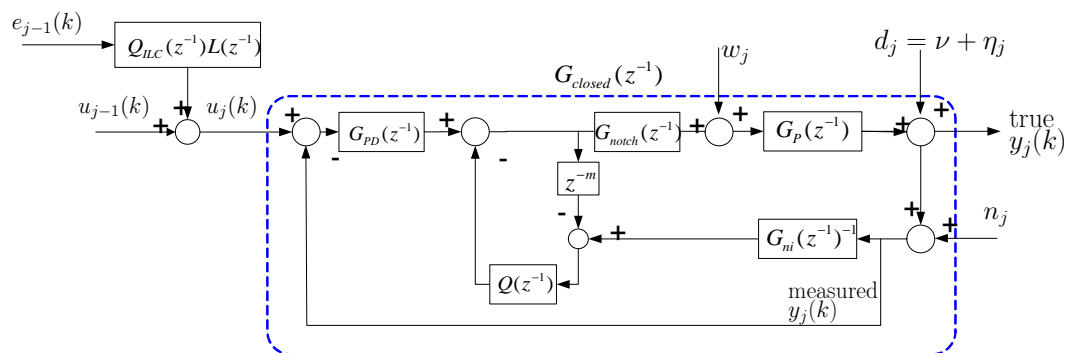 e_{j-1}(k)
Q_{ILC}(z^{-1})L(z^{-1})
u_{j-1}(k)
+
+
u_j(k)
G_{closed}(z^{-1})
w_j
d_j = ν + η_j
+
-
G_{PD}(z^{-1})
+
-
G_{notch}(z^{-1})
+
+
G_P(z^{-1})
+
+
true
y_j(k)
z^{-m}
-
+
G_{ni}(z^{-1})^{-1}
+
+
n_j
Q(z^{-1})
measured
y_j(k)